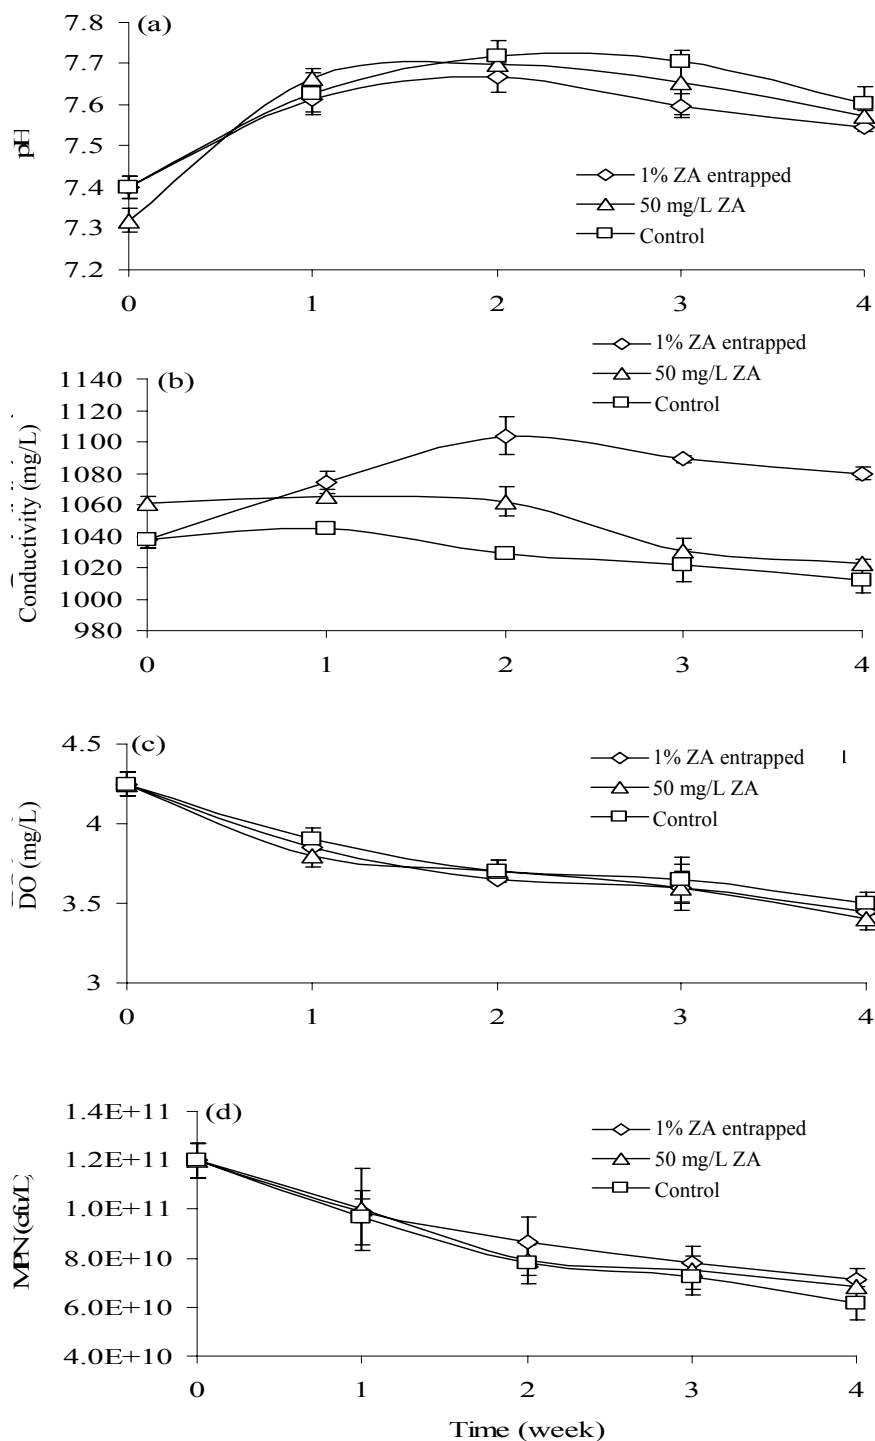 (a)
pH
7.8
7.7
7.6
7.5
7.4
7.3
7.2
1% ZA entrapped
50 mg/L ZA
Control
0 1 2 3 4
1% ZA entrapped
50 mg/L ZA
Control
(b)
Conductivity (mg/L)
1140
1120
1100
1080
1060
1040
1020
1000
980
0 1 2 3 4
(c)
DO (mg/L)
4.5
4
3.5
3
1% ZA entrapped
50 mg/L ZA
Control
0 1 2 3 4
(d)
MPN(cfu/L)
1.4E+11
1.2E+11
1.0E+11
8.0E+10
6.0E+10
4.0E+10
1% ZA entrapped
50 mg/L ZA
Control
0 1 2 3 4
Time (week)